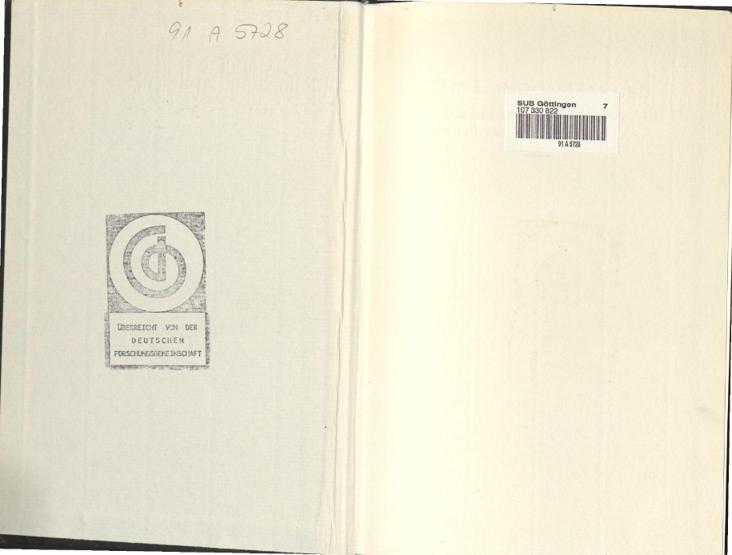 91 A 5728
ÜBERREICHT VON DER
DEUTSCHEN
FORSCHUNGSGEMEINSCHAFT
SUB Göttingen 7
107 330 822
91 A 5728